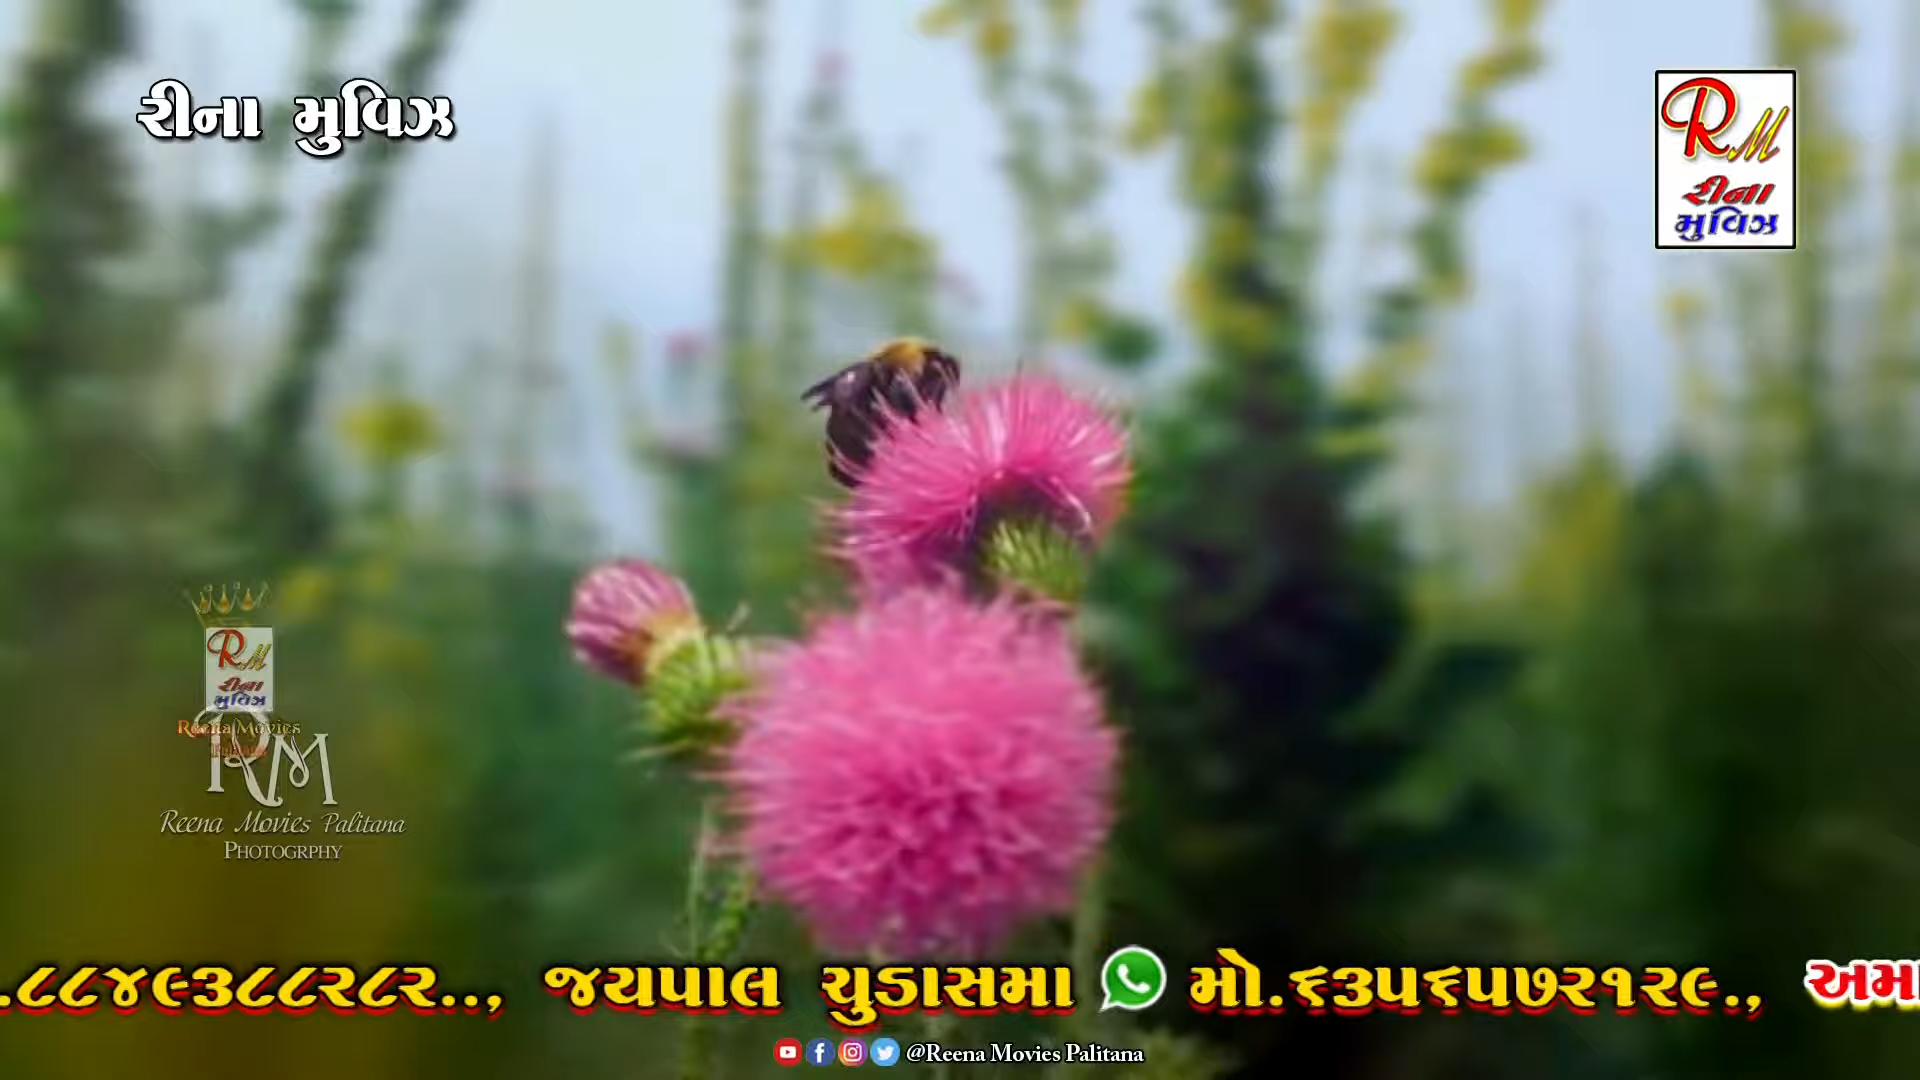 રીના મુવિઝ
RM
રીના
મુવિઝ
RM
રીના
મુવિઝ
Reena Movies
RM
Reena Movies Palitana
PHOTOGRPHY
.૮૮૪૯૩૮૮૨૮૨.., જયપાલ ચુડાસમા મો.૬૩૫૬૫૭૨૧૨૯., અમા
@Reena Movies Palitana